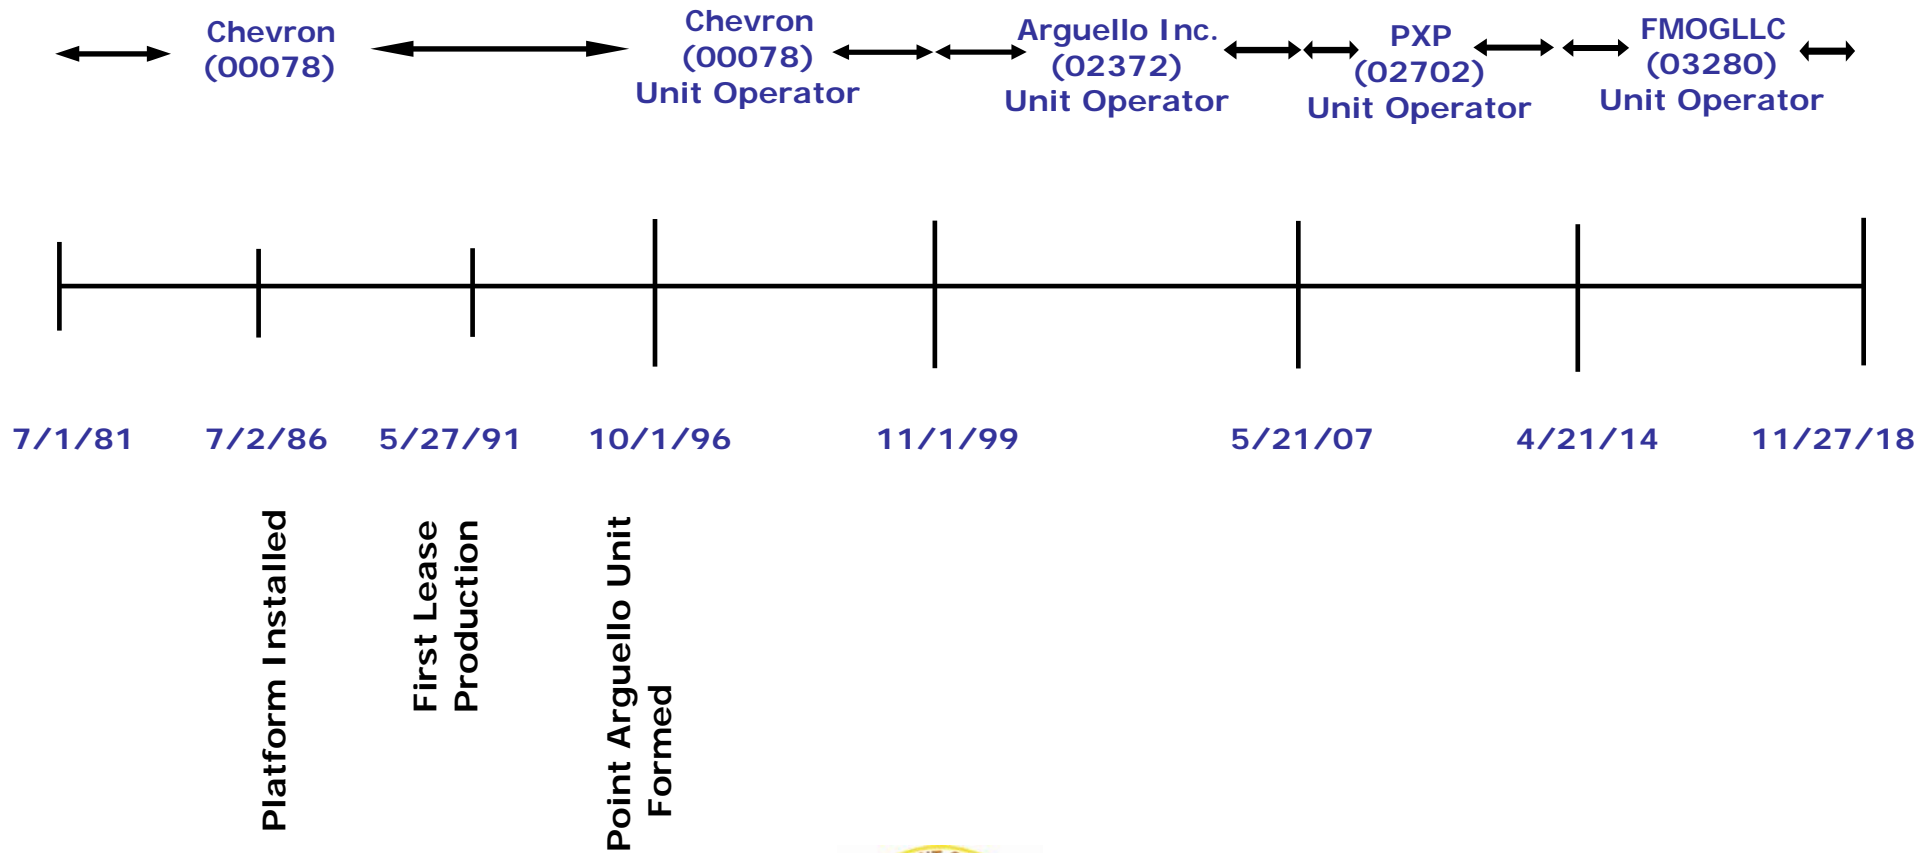 Chevron
(00078)
Chevron
(00078)
Unit Operator
Arguello Inc.
(02372)
Unit Operator
PXP
(02702)
Unit Operator
FMOGLLC
(03280)
Unit Operator
7/1/81
7/2/86
5/27/91
10/1/96
11/1/99
5/21/07
4/21/14
11/27/18
Platform Installed
First Lease
Production
Point Arguello Unit
Formed